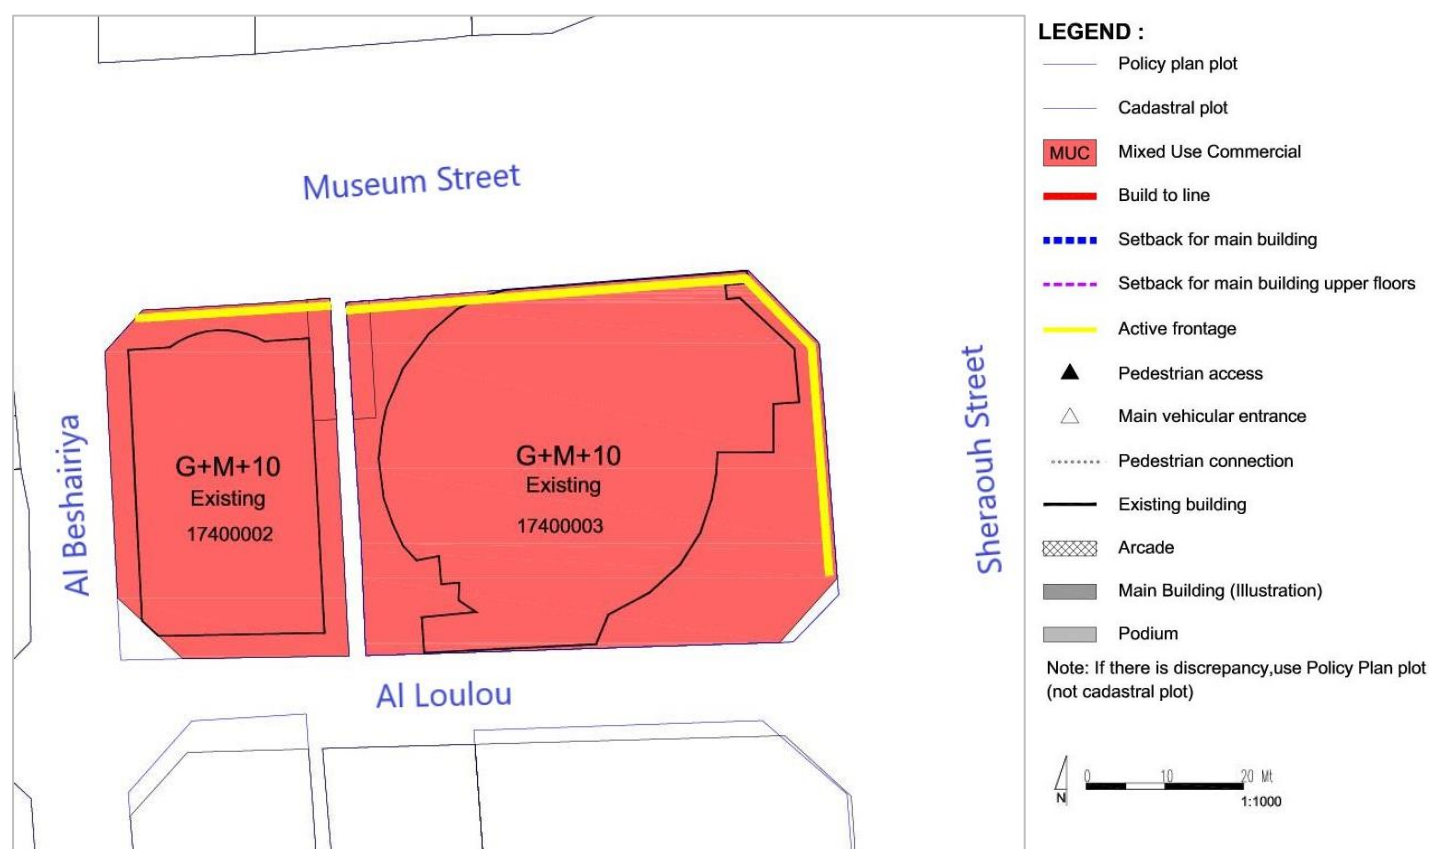 Museum Street
Al Beshairiya
G+M+10
Existing
17400002
G+M+10
Existing
17400003
Sheraouh Street
Al Loulou
LEGEND :
Policy plan plot
Cadastral plot
MUC Mixed Use Commercial
Build to line
Setback for main building
Setback for main building upper floors
Active frontage
Pedestrian access
Main vehicular entrance
Pedestrian connection
Existing building
Arcade
Main Building (Illustration)
Podium
Note: If there is discrepancy,use Policy Plan plot
(not cadastral plot)
N
0 10 20 Mt
1:1000